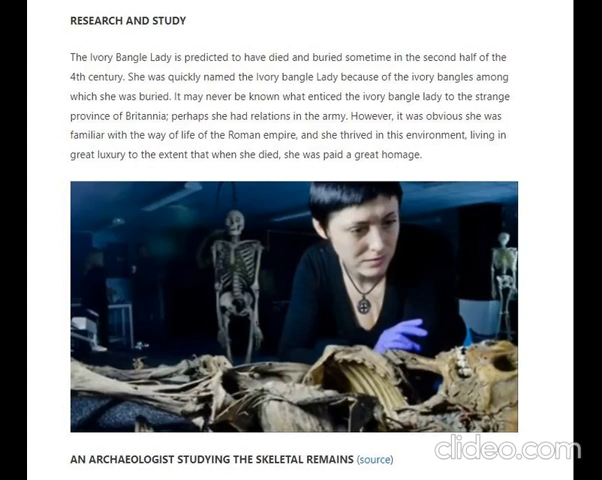 RESEARCH AND STUDY
The Ivory Bangle Lady is predicted to have died and buried sometime in the second half of the
4th century. She was quickly named the Ivory bangle Lady because of the ivory bangles among
which she was buried. It may never be known what enticed the ivory bangle lady to the strange
province of Britannia; perhaps she had relations in the army. However, it was obvious she was
familiar with the way of life of the Roman empire, and she thrived in this environment, living in
great luxury to the extent that when she died, she was paid a great homage.
AN ARCHAEOLOGIST STUDYING THE SKELETAL REMAINS (source)
clideo.com